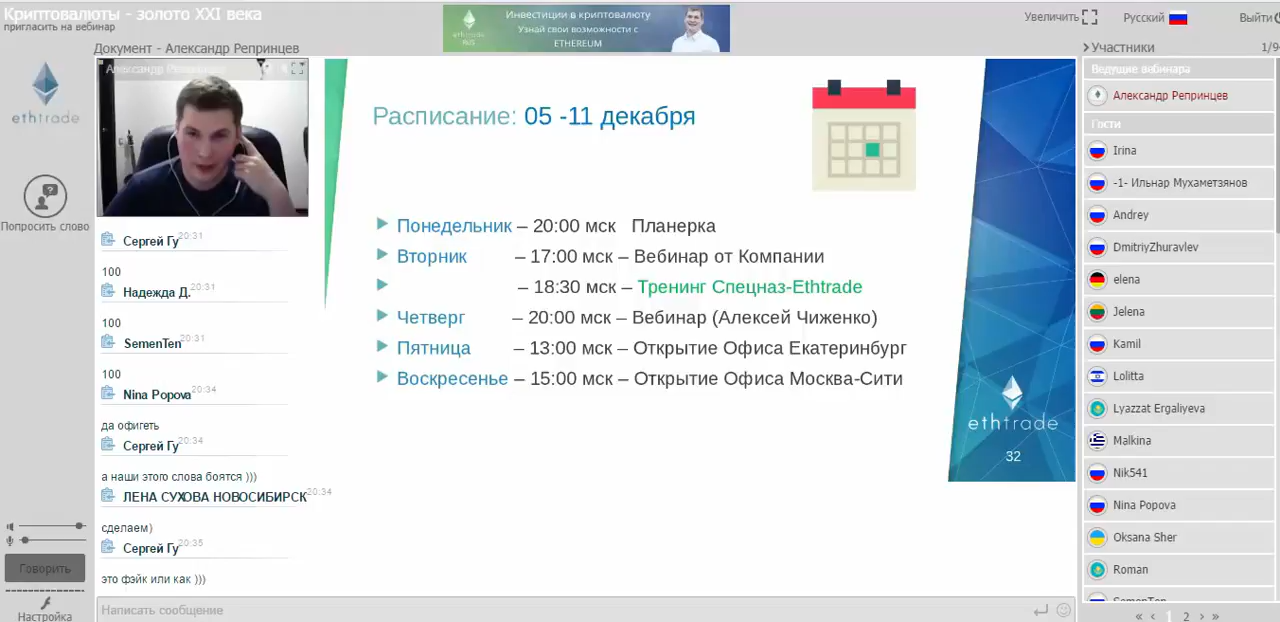 Криптовалюты - золото XXI века
пригласить на вебинар
Инвестиции в криптовалюту
Узнай свои возможности с
ETHEREUM
ethtrade
Увеличить
Русский
Выйти
Документ - Александр Репринцев
Участники
1/9
ethtrade
Попросить слово
Говорить
Настройка
Александр Репринцев
Сергей Гу 20:31
100
Надежда Д. 20:31
100
SemenTen 20:31
100
Nina Popova 20:34
да офигеть
Сергей Гу 20:34
а наши этого слова боятся )))
ЛЕНА СУХОВА НОВОСИБИРСК 20:34
сделаем)
Сергей Гу 20:35
это фэйк или как )))
Написать сообщение
Расписание: 05 -11 декабря
Понедельник – 20:00 мск Планерка
Вторник – 17:00 мск – Вебинар от Компании
– 18:30 мск – Тренинг Спецназ-Ethtrade
Четверг – 20:00 мск – Вебинар (Алексей Чиженко)
Пятница – 13:00 мск – Открытие Офиса Екатеринбург
Воскресенье – 15:00 мск – Открытие Офиса Москва-Сити
ethtrade
32
Ведущие вебинара
Александр Репринцев
Гости
Irina
-1- Ильнар Мухаметзянов
Andrey
DmitriyZhuravlev
elena
Jelena
Kamil
Lolitta
Lyazzat Ergaliyeva
Malkina
Nik541
Nina Popova
Oksana Sher
Roman
SemenTen
« ‹ 1 2 › »